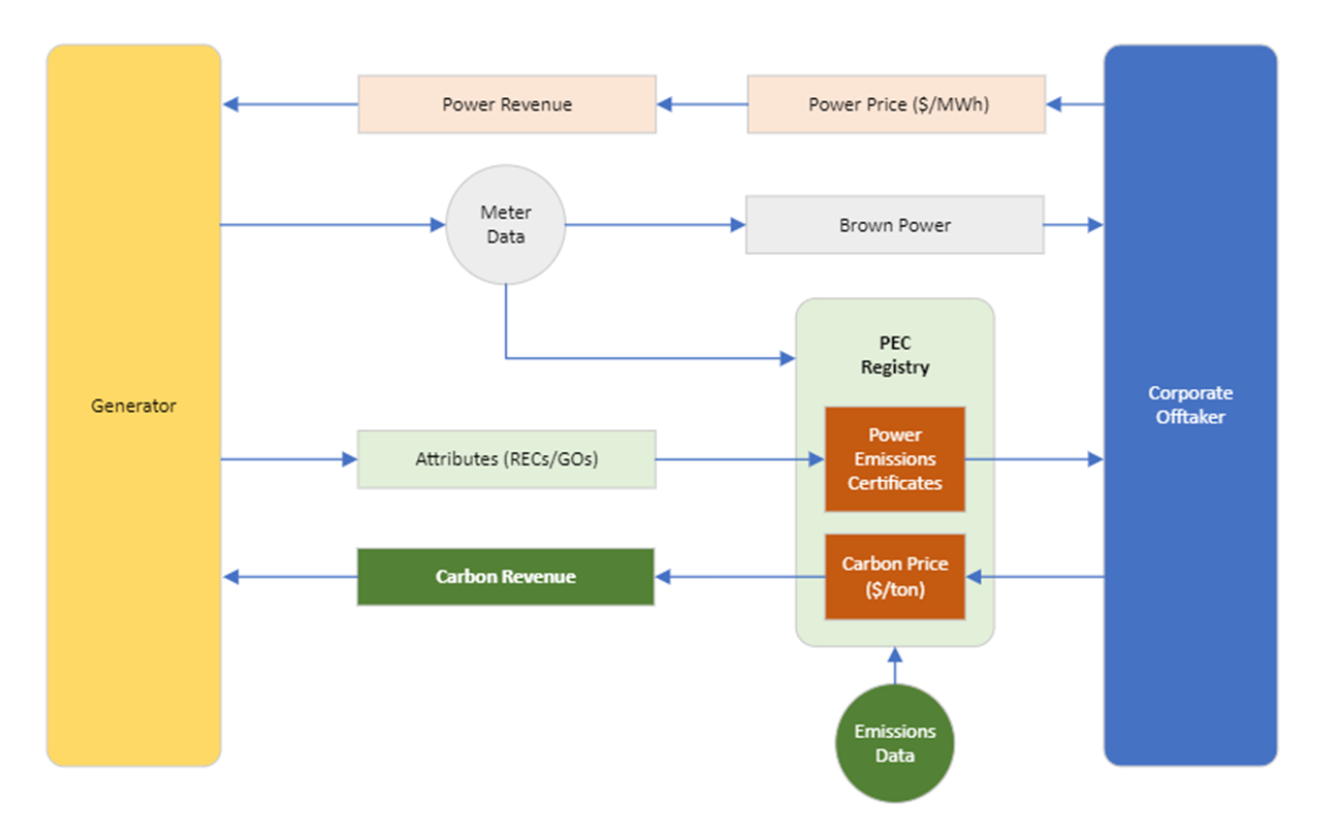 Power Revenue
Power Price ($/MWh)
Meter
Data
Brown Power
PEC
Registry
Generator
Corporate
Offtaker
Attributes (RECs/GOs)
Power
Emissions
Certificates
Carbon Revenue
Carbon Price
($/ton)
Emissions
Data